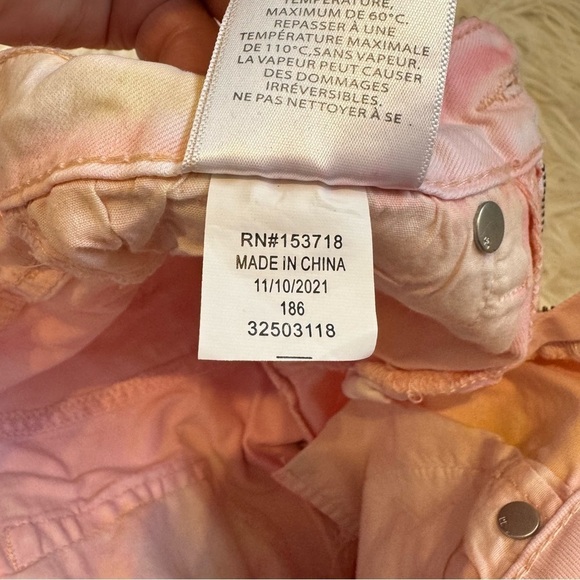 TEMPÉRATURE,
MAXIMUM DE 60°C.
REPASSER À UNE
TEMPÉRATURE MAXIMALE
DE 110°C,SANS VAPEUR.
LA VAPEUR PEUT CAUSER
DES DOMMAGES
IRRÉVERSIBLES.
NE PAS NETTOYER À SE .
RN#153718
MADE IN CHINA
11/10/2021
186
32503118